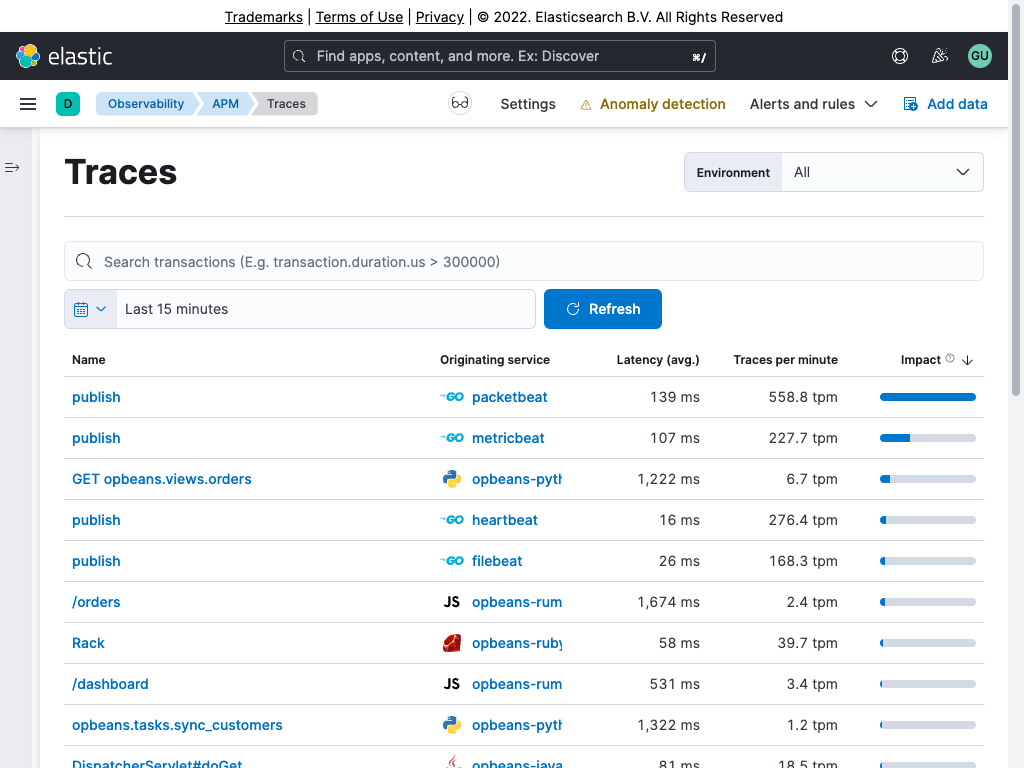 Trademarks | Terms of Use | Privacy | © 2022. Elasticsearch B.V. All Rights Reserved
elastic Find apps, content, and more. Ex: Discover ⌘/ GU
D Observability APM Traces Settings Anomaly detection Alerts and rules Add data
Traces Environment All
Search transactions (E.g. transaction.duration.us > 300000)
Last 15 minutes Refresh
Name Originating service Latency (avg.) Traces per minute Impact
publish GO packetbeat 139 ms 558.8 tpm
publish GO metricbeat 107 ms 227.7 tpm
GET opbeans.views.orders opbeans-pyth 1,222 ms 6.7 tpm
publish GO heartbeat 16 ms 276.4 tpm
publish GO filebeat 26 ms 168.3 tpm
/orders JS opbeans-rum 1,674 ms 2.4 tpm
Rack opbeans-ruby 58 ms 39.7 tpm
/dashboard JS opbeans-rum 531 ms 3.4 tpm
opbeans.tasks.sync_customers opbeans-pyth 1,322 ms 1.2 tpm
DispatcherServlet#doGet opbeans-java 81 ms 18.5 tpm